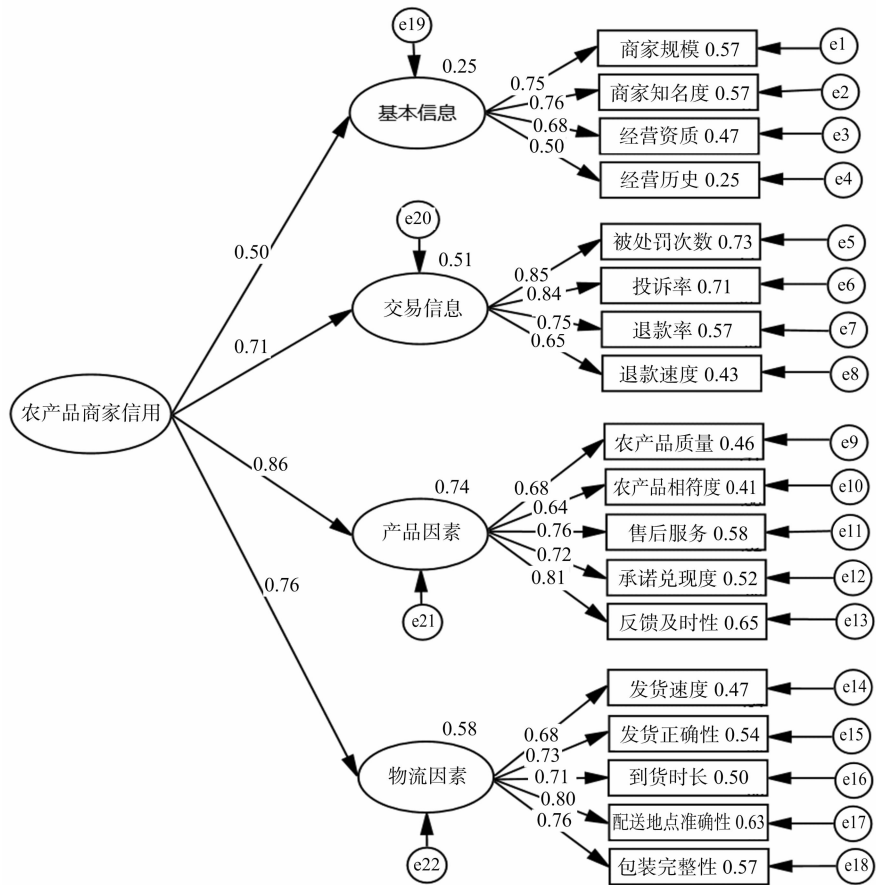 e19
0.25
基本信息
0.75
0.76
0.68
0.50
商家规模 0.57
e1
商家知名度 0.57
e2
经营资质 0.47
e3
经营历史 0.25
e4
0.50
e20
0.51
交易信息
0.85
0.84
0.75
0.65
被处罚次数 0.73
e5
投诉率 0.71
e6
退款率 0.57
e7
退款速度 0.43
e8
0.71
农产品商家信用
0.86
0.74
产品因素
e21
0.68
0.64
0.76
0.72
0.81
农产品质量 0.46
e9
农产品相符度 0.41
e10
售后服务 0.58
e11
承诺兑现度 0.52
e12
反馈及时性 0.65
e13
0.76
0.58
物流因素
e22
0.68
0.73
0.71
0.80
0.76
发货速度 0.47
e14
发货正确性 0.54
e15
到货时长 0.50
e16
配送地点准确性 0.63
e17
包装完整性 0.57
e18